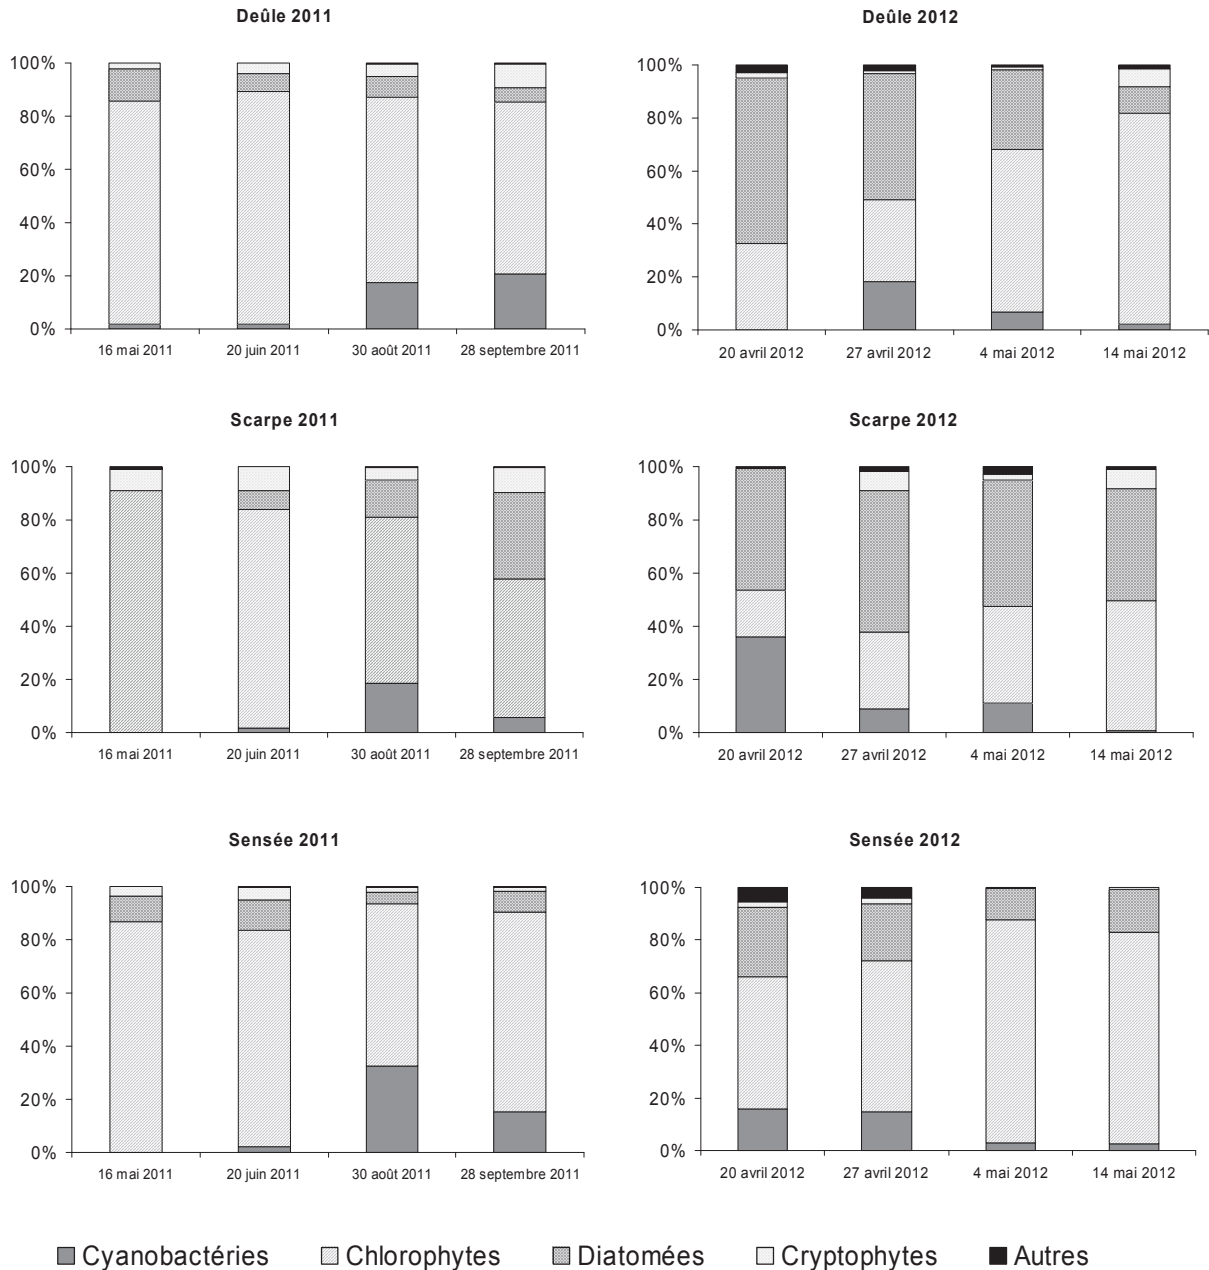 Deûle 2011
100%
80%
60%
40%
20%
0%
16 mai 2011 20 juin 2011 30 août 2011 28 septembre 2011
Deûle 2012
100%
80%
60%
40%
20%
0%
20 avril 2012 27 avril 2012 4 mai 2012 14 mai 2012
Scarpe 2011
100%
80%
60%
40%
20%
0%
16 mai 2011 20 juin 2011 30 août 2011 28 septembre 2011
Scarpe 2012
100%
80%
60%
40%
20%
0%
20 avril 2012 27 avril 2012 4 mai 2012 14 mai 2012
Sensée 2011
100%
80%
60%
40%
20%
0%
16 mai 2011 20 juin 2011 30 août 2011 28 septembre 2011
Sensée 2012
100%
80%
60%
40%
20%
0%
20 avril 2012 27 avril 2012 4 mai 2012 14 mai 2012
Cyanobactéries Chlorophytes Diatomées Cryptophytes Autres